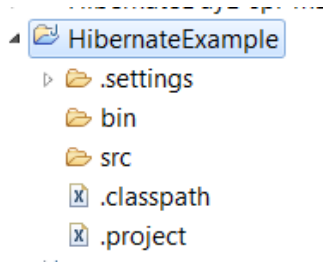 HibernateExample
.settings
bin
src
.classpath
.project